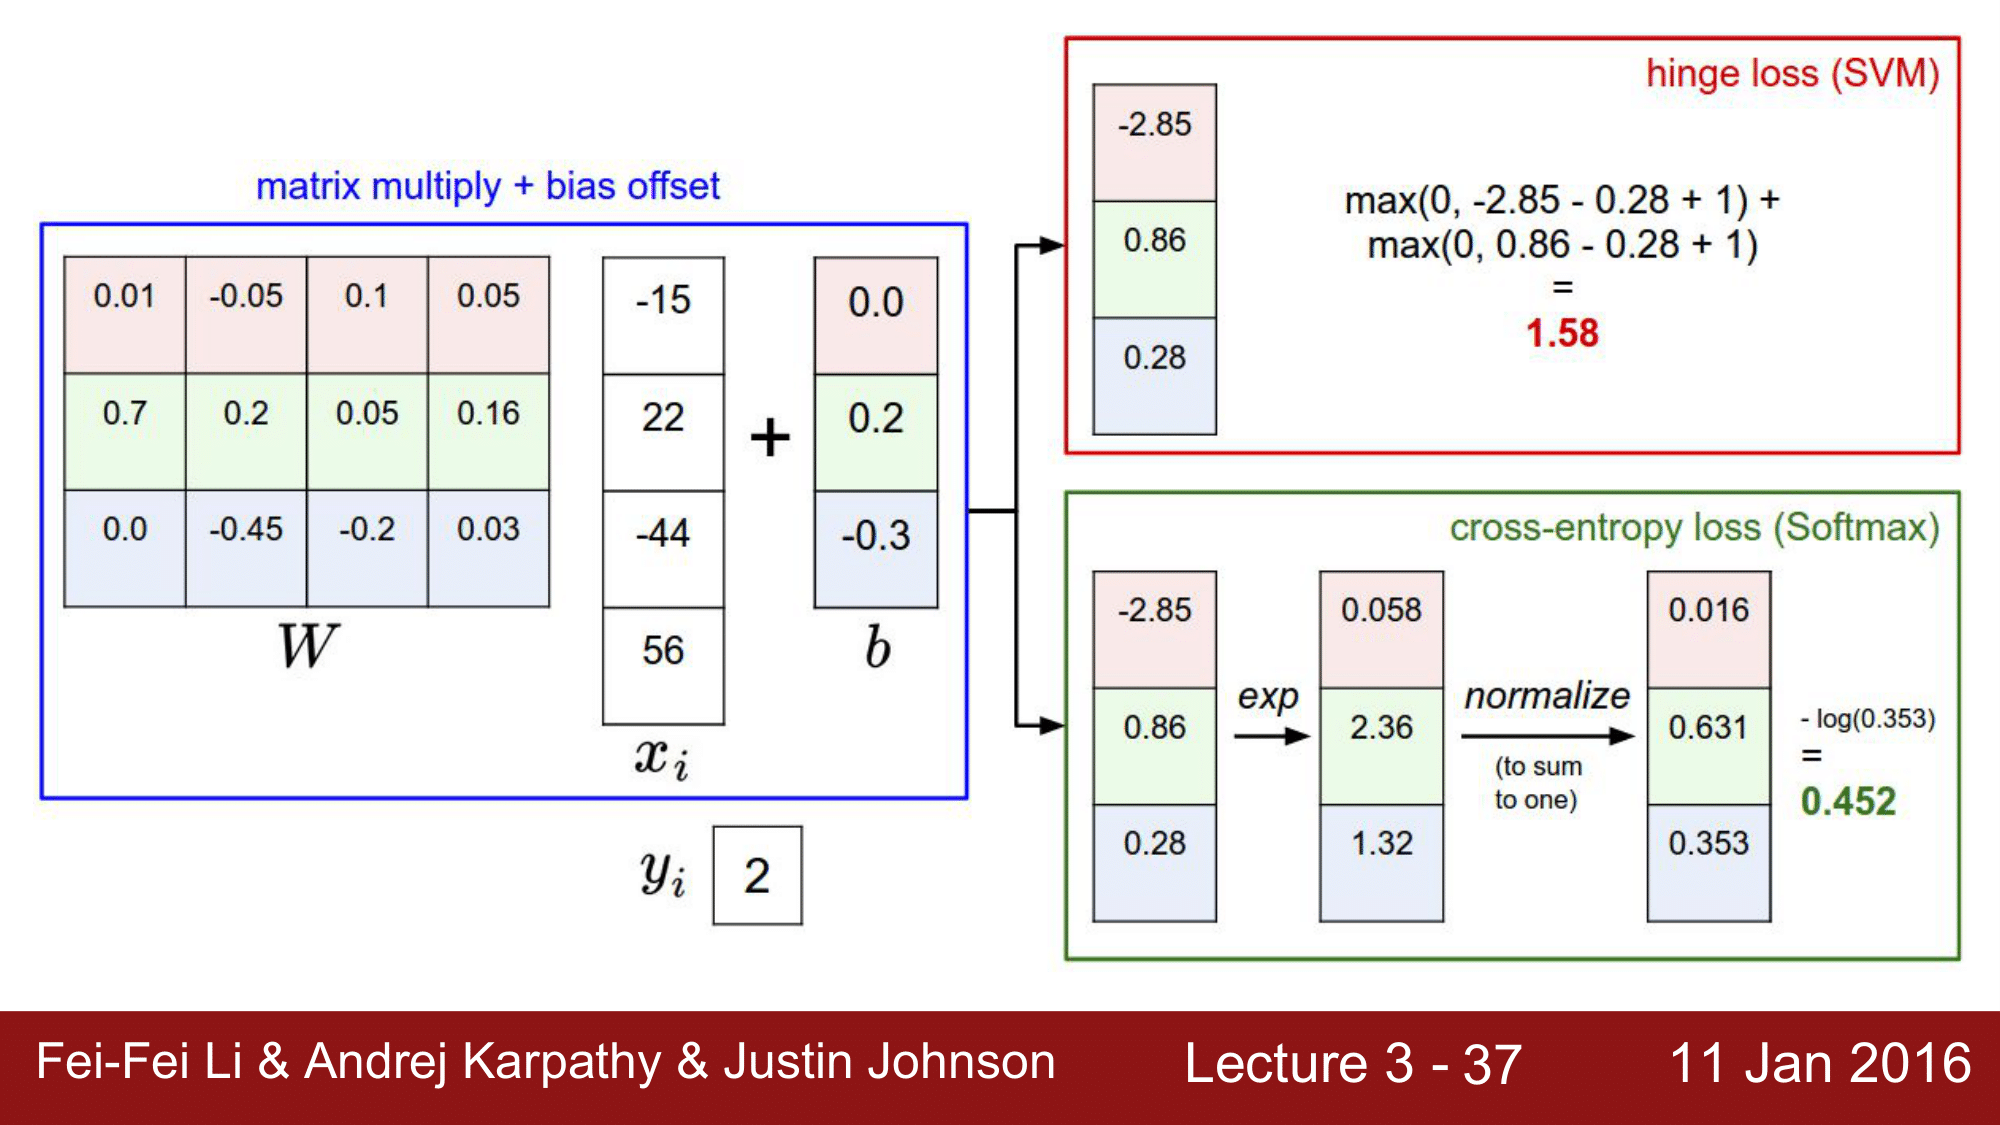 matrix multiply + bias offset
0.01 -0.05 0.1 0.05
0.7 0.2 0.05 0.16
0.0 -0.45 -0.2 0.03
W
-15
22
-44
56
x i
+
0.0
0.2
-0.3
b
y i 2
hinge loss (SVM)
-2.85
0.86
0.28
max(0, -2.85 - 0.28 + 1) +
max(0, 0.86 - 0.28 + 1)
=
1.58
cross-entropy loss (Softmax)
-2.85
0.86
0.28
exp
0.058
2.36
1.32
normalize
(to sum
to one)
0.016
0.631
0.353
- log(0.353)
=
0.452
Fei-Fei Li & Andrej Karpathy & Justin Johnson
Lecture 3 - 37
11 Jan 2016